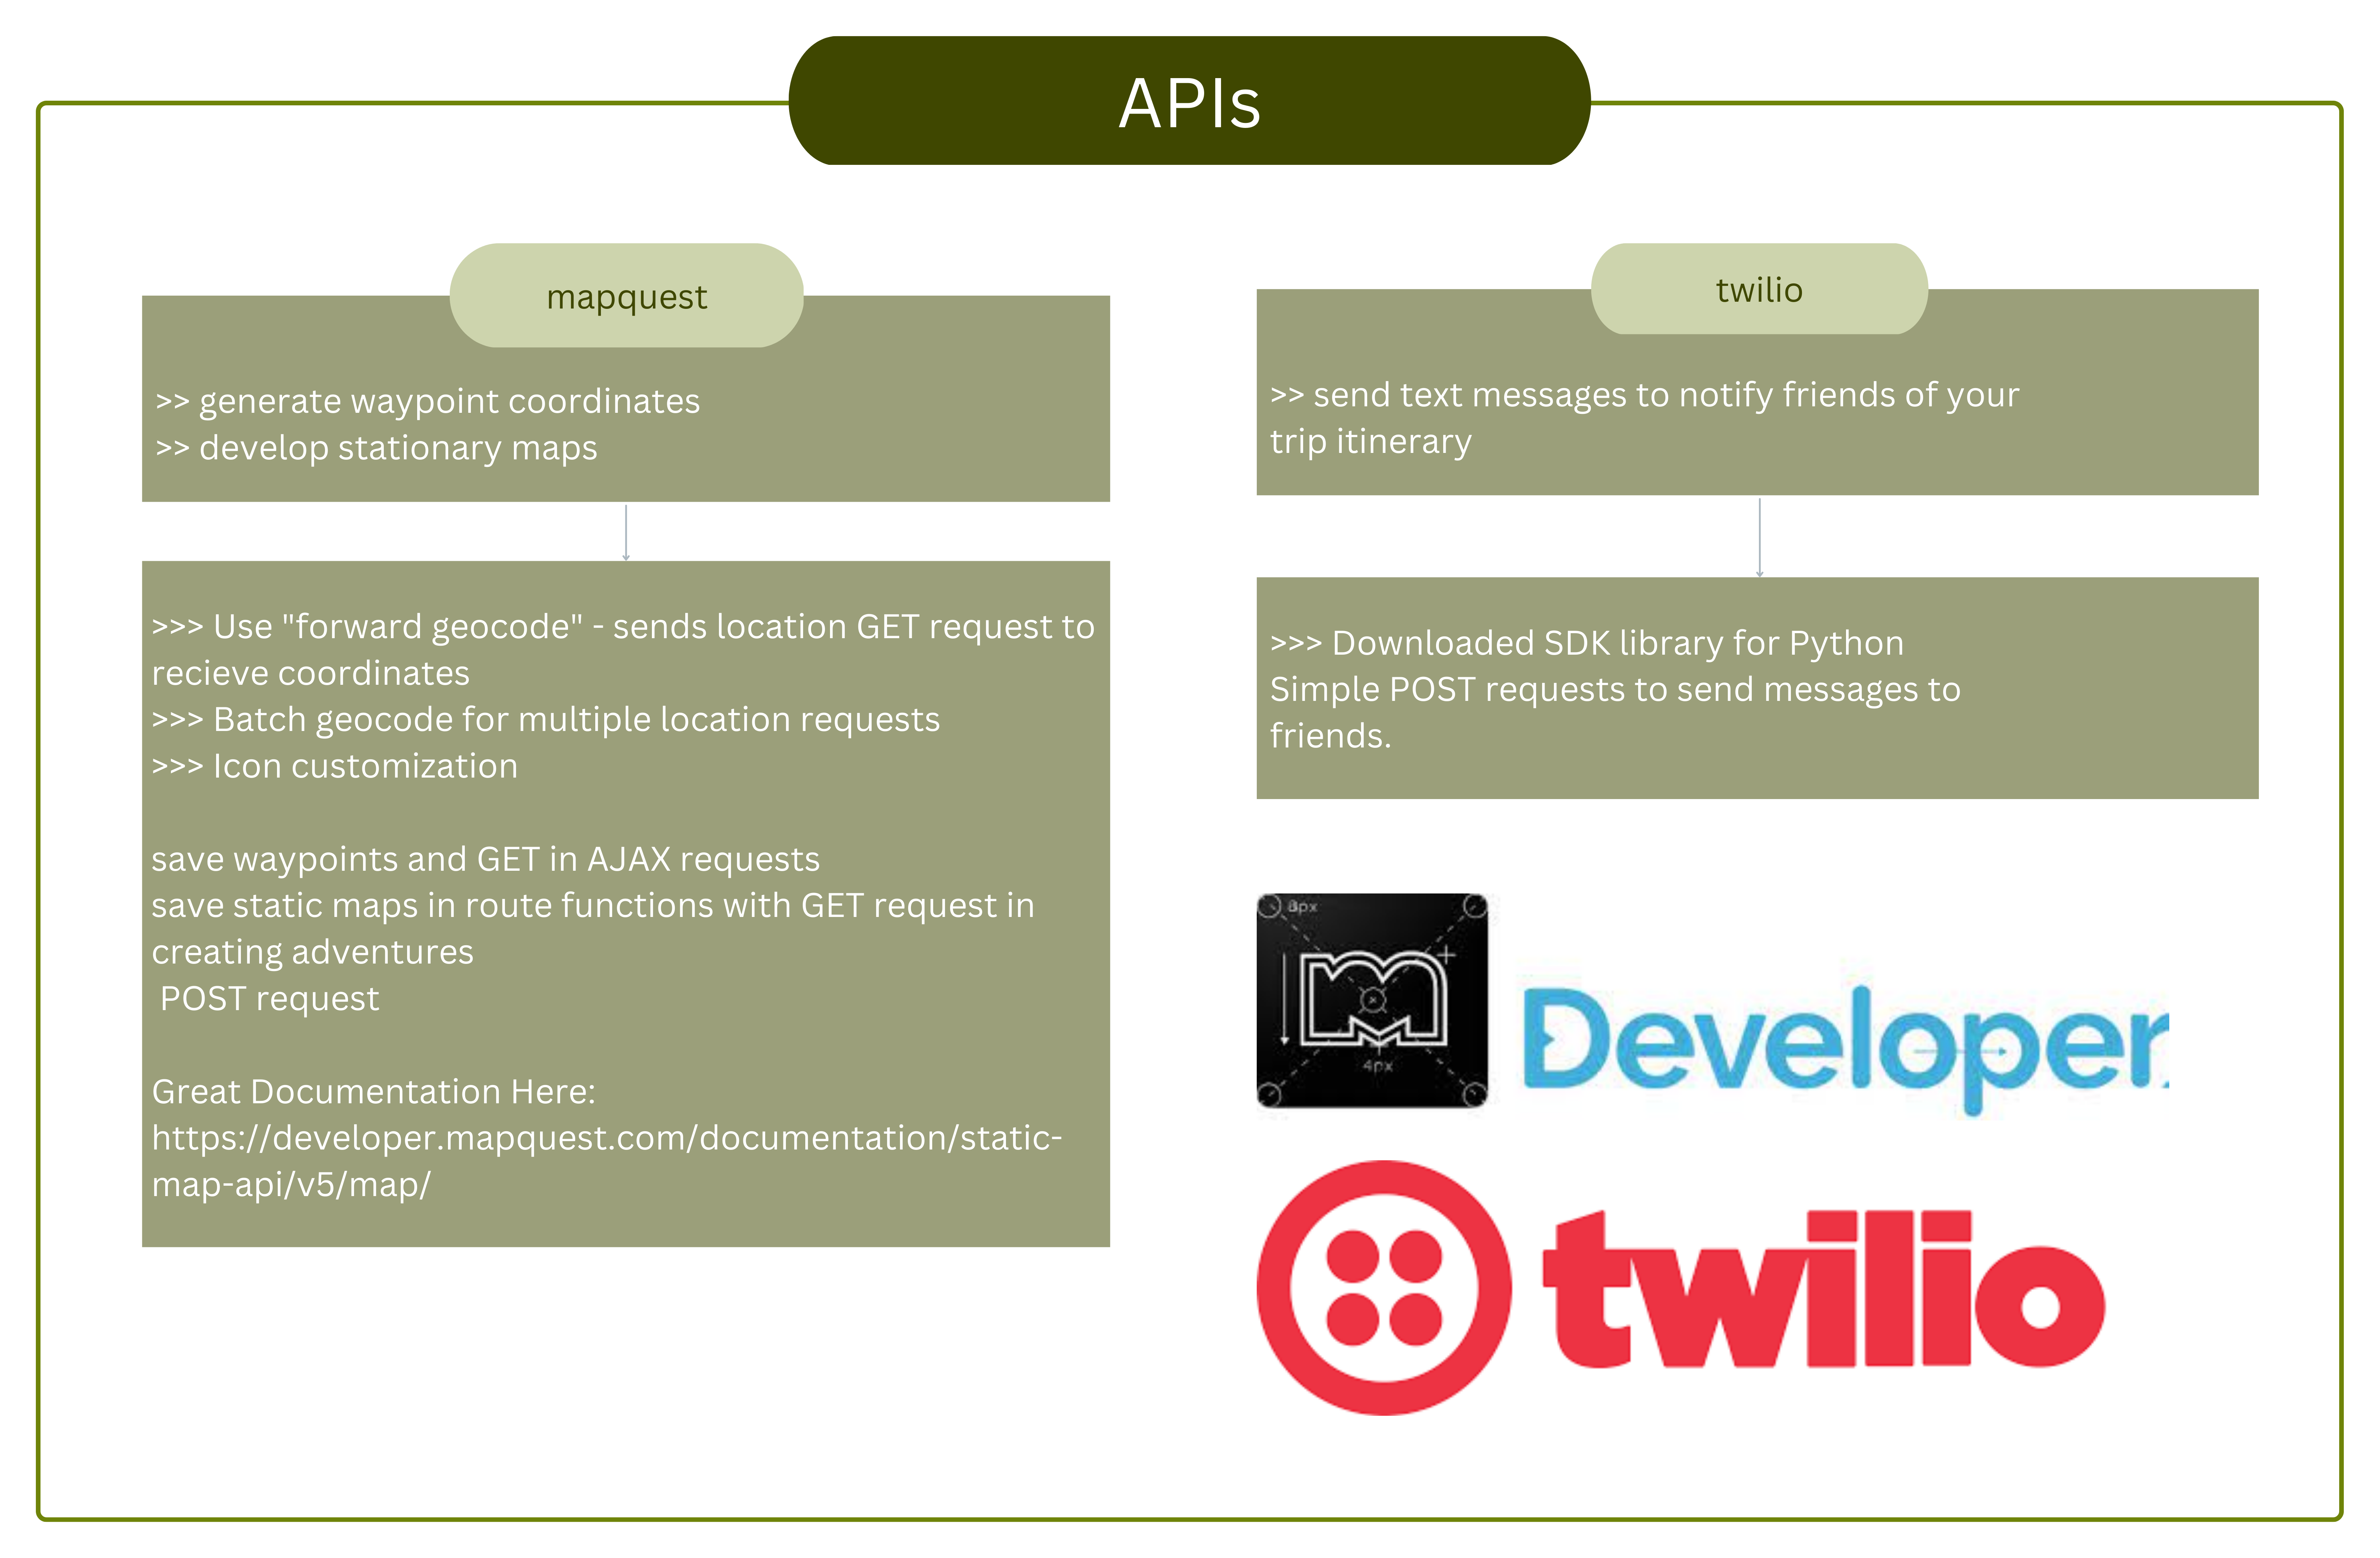 APIs
mapquest
>> generate waypoint coordinates
>> develop stationary maps
>>> Use "forward geocode" - sends location GET request to
recieve coordinates
>>> Batch geocode for multiple location requests
>>> Icon customization
save waypoints and GET in AJAX requests
save static maps in route functions with GET request in
creating adventures
POST request
Great Documentation Here:
https://developer.mapquest.com/documentation/static-
map-api/v5/map/
twilio
>> send text messages to notify friends of your
trip itinerary
>>> Downloaded SDK library for Python
Simple POST requests to send messages to
friends.
8px
m
4px
Developer
twilio